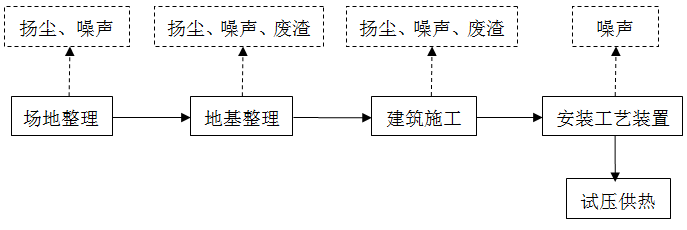 扬尘、噪声
扬尘、噪声、废渣
扬尘、噪声、废渣
噪声
场地整理
地基整理
建筑施工
安装工艺装置
试压供热